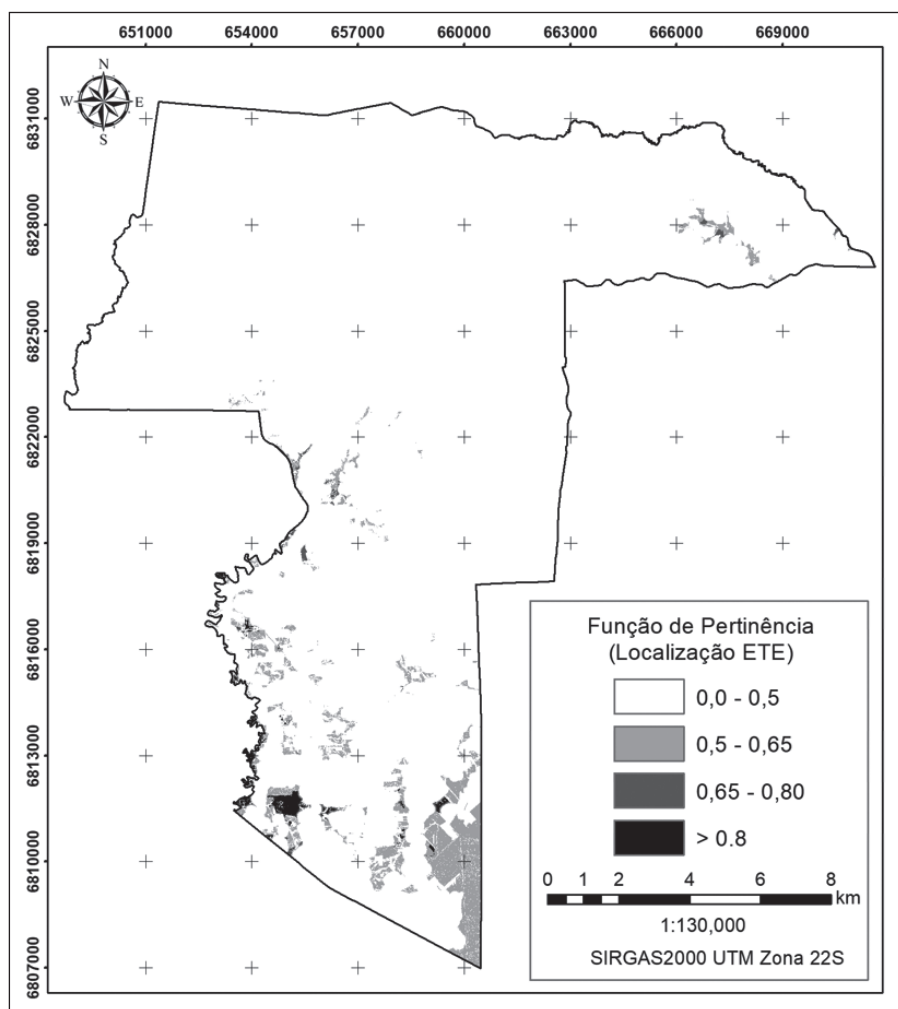 651000 654000 657000 660000 663000 666000 669000
N
W E
S
6831000
6828000
6825000
6822000
6819000
6816000
6813000
6810000
6807000
Função de Pertinência
(Localização ETE)
0,0 - 0,5
0,5 - 0,65
0,65 - 0,80
> 0.8
0 1 2 4 6 8
km
1:130,000
SIRGAS2000 UTM Zona 22S